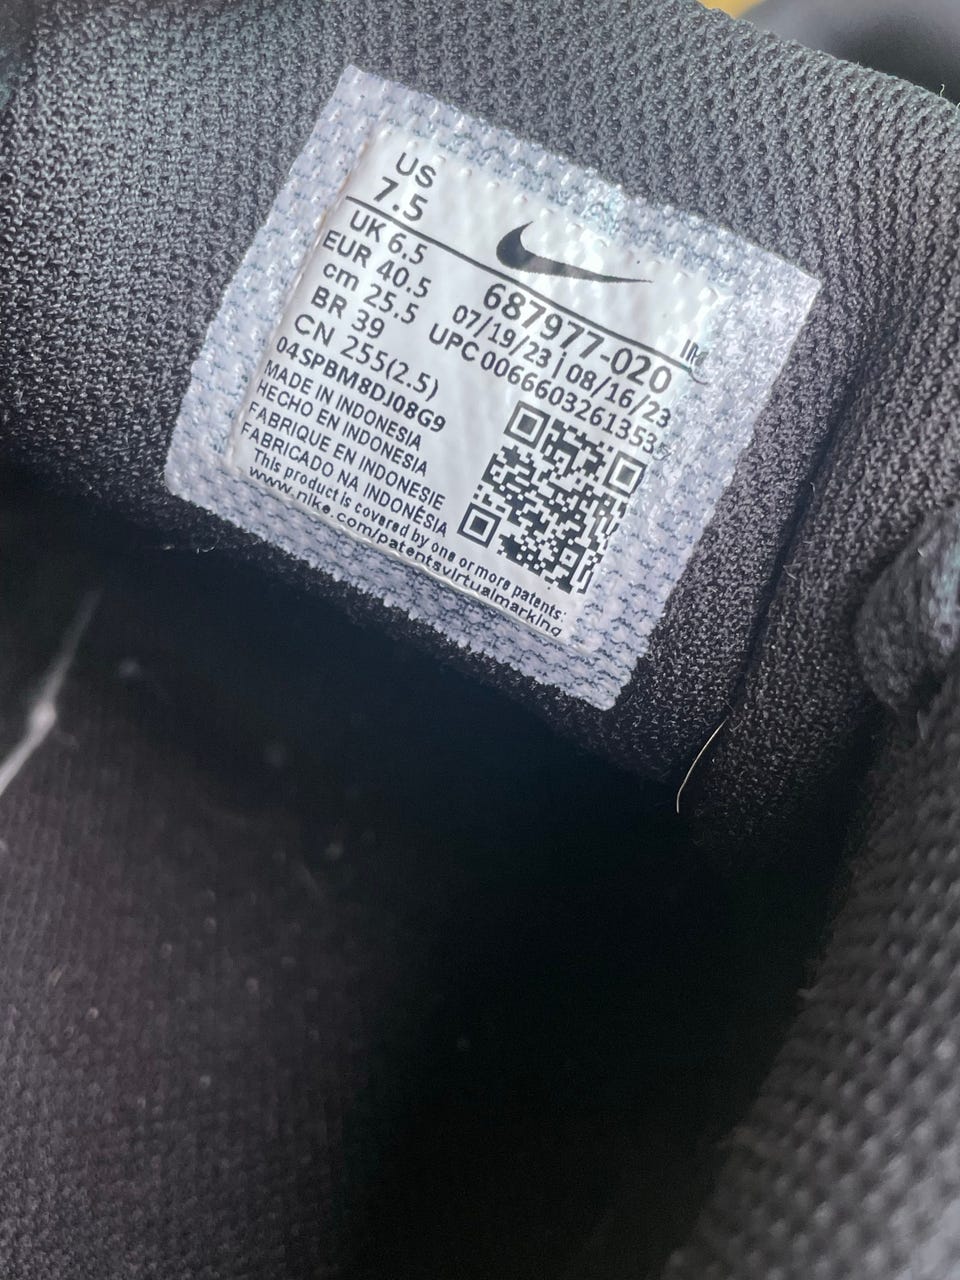 US
7.5
UK 6.5
EUR 40.5
cm 25.5
BR 39
CN 255(2.5)
687977-020
07/19/23 | 08/16/23
UPC 00666032613535
04SPBM8DJ08G9
MADE IN INDONESIA
HECHO EN INDONESIA
FABRIQUE EN INDONESIE
FABRICADO NA INDONÉSIA
This product is covered by one or more patents:
www.nike.com/patentsvirtualmarking